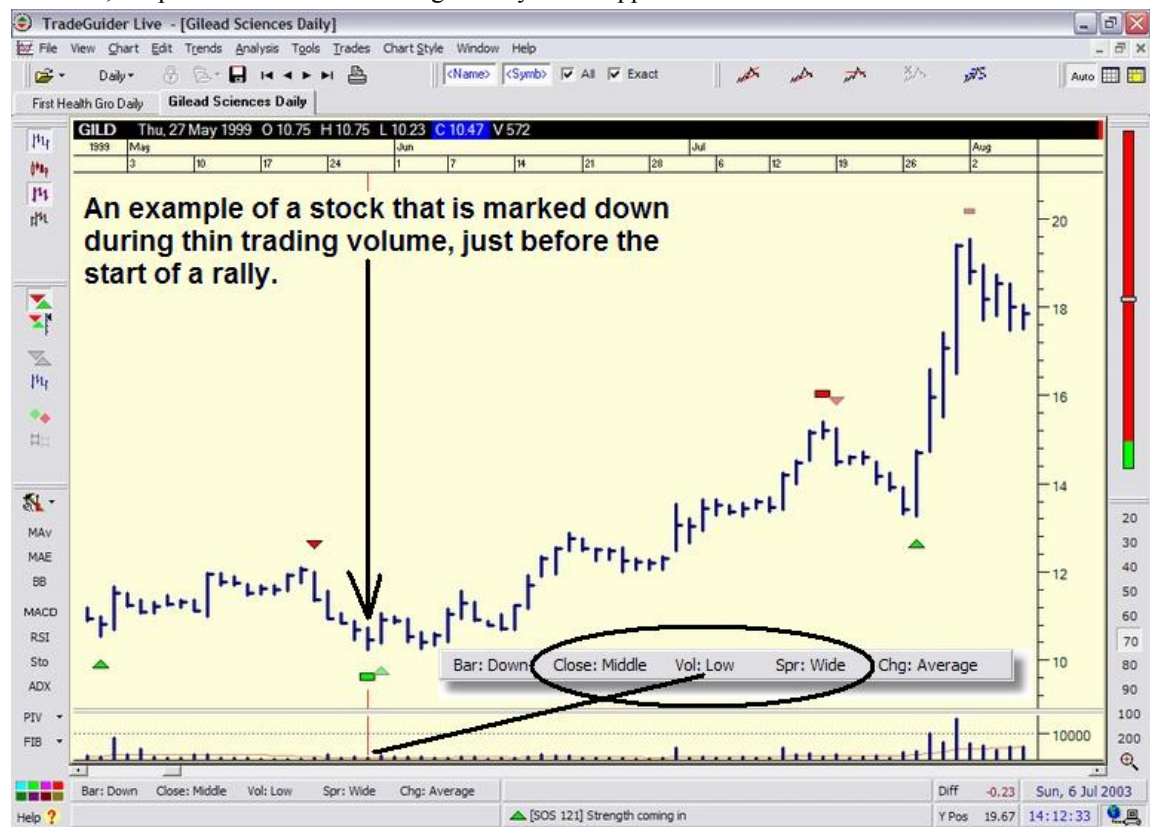 TradeGuider Live - [Gilead Sciences Daily]
File View Chart Edit Trends Analysis Tools Trades Chart Style Window Help
Daily <Name> <Symb> All Exact Auto
First Health Gro Daily Gilead Sciences Daily
GILD Thu, 27 May 1999 O 10.75 H 10.75 L 10.23 C 10.47 V 572
1999 May Jun Jul Aug
3 10 17 24 1 7 14 21 28 6 12 19 26 2
An example of a stock that is marked down
during thin trading volume, just before the
start of a rally.
20
18
16
14
12
10
Bar: Down Close: Middle Vol: Low Spr: Wide Chg: Average
10000
MAv
MAE
BB
MACD
RSI
Sto
ADX
PIV
FIB
20
30
40
50
60
70
80
90
100
200
Bar: Down Close: Middle Vol: Low Spr: Wide Chg: Average Diff -0.23 Sun, 6 Jul 2003
Help ? [SOS 121] Strength coming in Y Pos 19.67 14:12:33